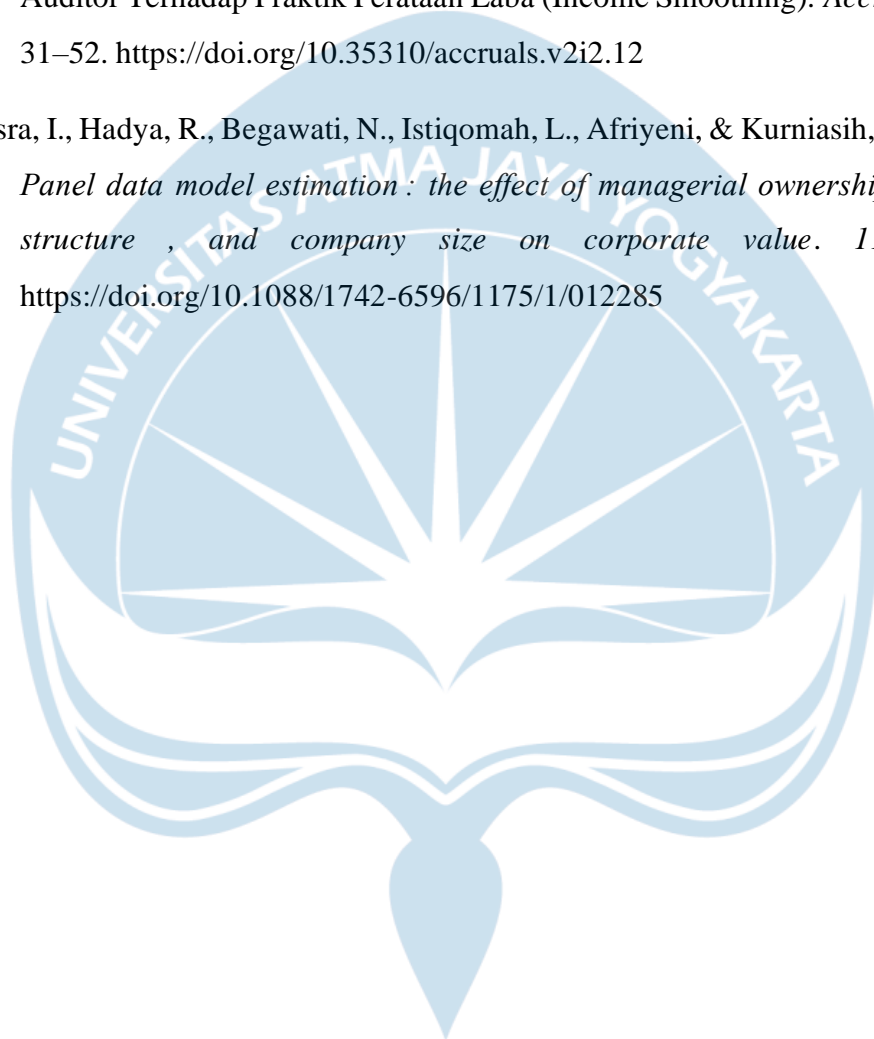 Auditor Terhadap Praktik Perataan Laba (Income Smoothing).
31–52. https://doi.org/10.35310/accruals.v2i2.12
I., Hadya, R., Begawati, N., Istiqomah, L., Afriyeni, & Kurniasih,
Panel data model estimation : the effect of managerial
structure , and company size on corporate value.
https://doi.org/10.1088/1742-6596/1175/1/012285
UNIVERSITAS ATMA JAYA YOGYAKARTA